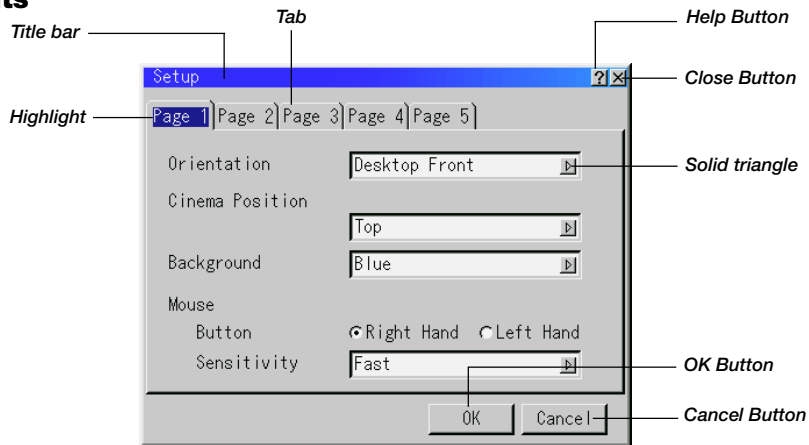 Title bar
Tab
Help Button
Setup
?
Close Button
Highlight
Page 1 Page 2 Page 3 Page 4 Page 5
Orientation Desktop Front
Solid triangle
Cinema Position
Top
Background Blue
Mouse
Button Right Hand Left Hand
Sensitivity Fast
OK Button
OK Cancel
Cancel Button